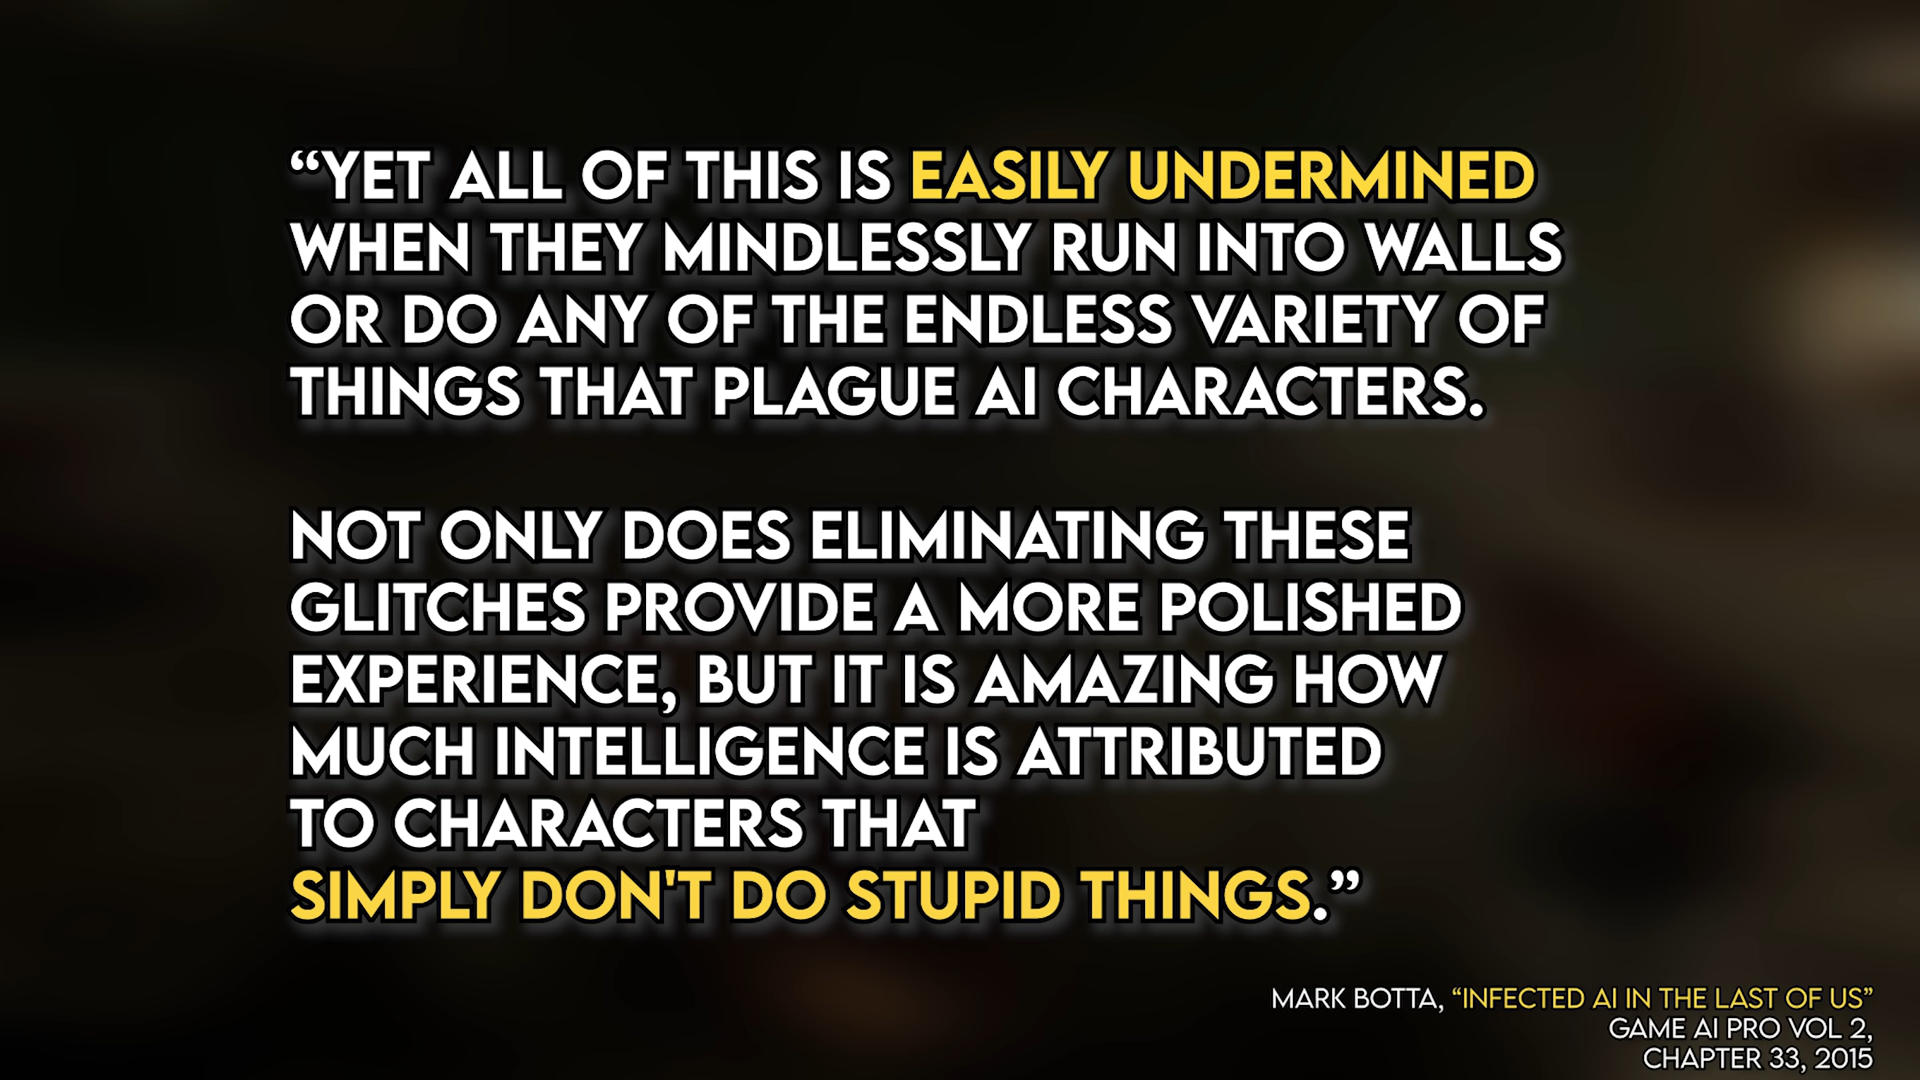 “YET ALL OF THIS IS EASILY UNDERMINED
WHEN THEY MINDLESSLY RUN INTO WALLS
OR DO ANY OF THE ENDLESS VARIETY OF
THINGS THAT PLAGUE AI CHARACTERS.
NOT ONLY DOES ELIMINATING THESE
GLITCHES PROVIDE A MORE POLISHED
EXPERIENCE, BUT IT IS AMAZING HOW
MUCH INTELLIGENCE IS ATTRIBUTED
TO CHARACTERS THAT
SIMPLY DON'T DO STUPID THINGS.”
MARK BOTTA, “INFECTED AI IN THE LAST OF US”
GAME AI PRO VOL 2,
CHAPTER 33, 2015